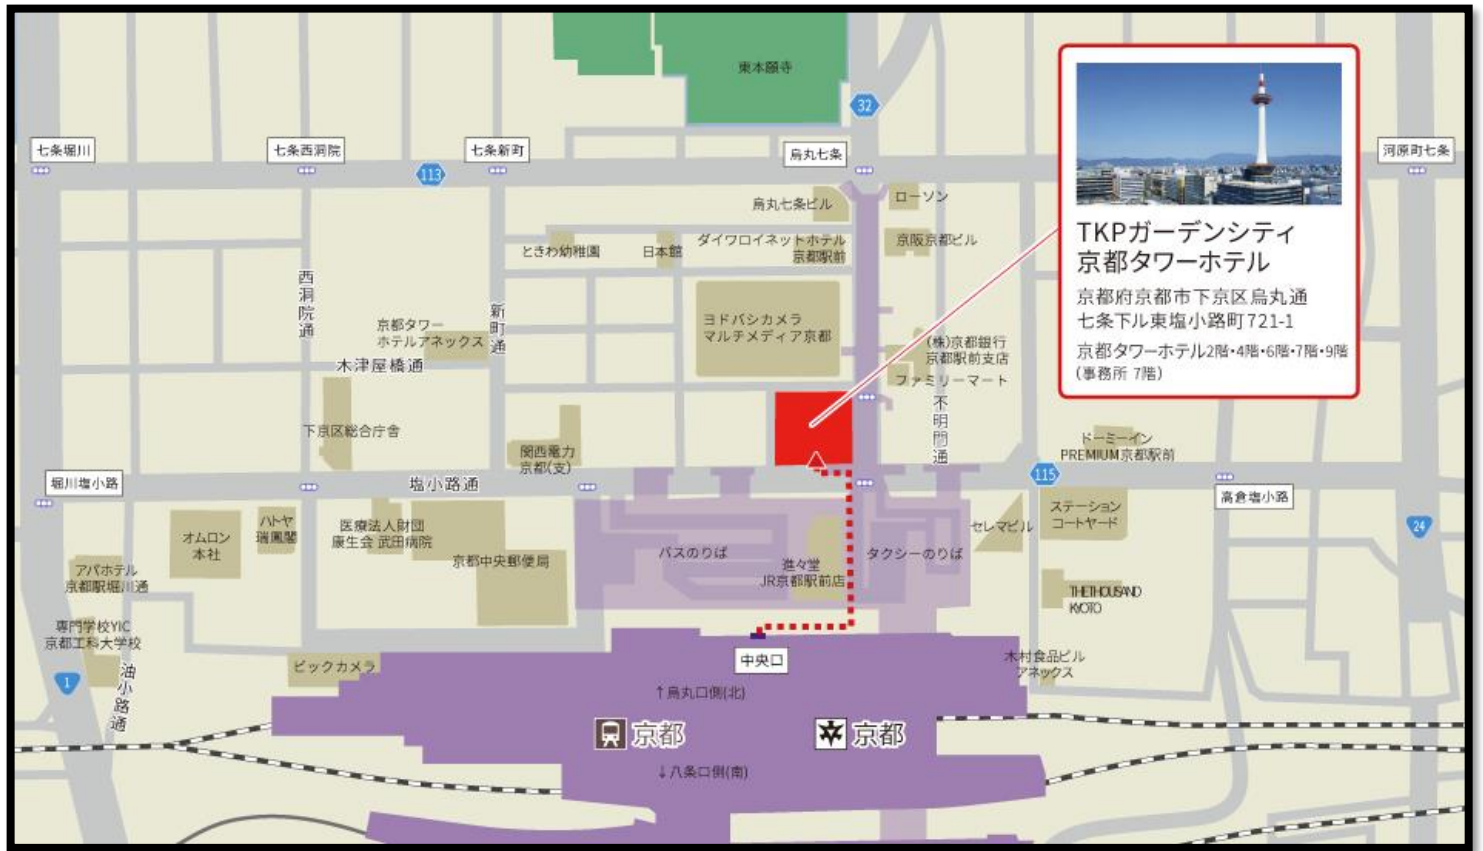 東本願寺
32
七条堀川
七条西洞院
七条新町
烏丸七条
河原町七条
113
烏丸七条ビル
ローソン
ときわ幼稚園
日本館
ダイワロイネットホテル
京都駅前
京阪京都ビル
TKPガーデンシティ
京都タワーホテル
京都府京都市下京区烏丸通
七条下ル東塩小路町721-1
京都タワーホテル2階・4階・6階・7階・9階
(事務所 7階)
西洞院通
新町通
京都タワー
ホテルアネックス
木津屋橋通
ヨドバシカメラ
マルチメディア京都
(株)京都銀行
京都駅前支店
ファミリーマート
不明門通
下京区総合庁舎
関西電力
京都(支)
ドーミーイン
PREMIUM京都駅前
堀川塩小路
塩小路通
115
高倉塩小路
24
オムロン
本社
ハトヤ
瑞鳳閣
医療法人財団
康生会 武田病院
京都中央郵便局
バスのりば
進々堂
JR京都駅前店
タクシーのりば
セレマビル
ステーション
コートヤード
アパホテル
京都駅堀川通
THE THOUSAND
KYOTO
専門学校YIC
京都工科大学校
油小路通
1
ビックカメラ
中央口
木村食品ビル
アネックス
↑烏丸口側(北)
京都
京都
↓八条口側(南)